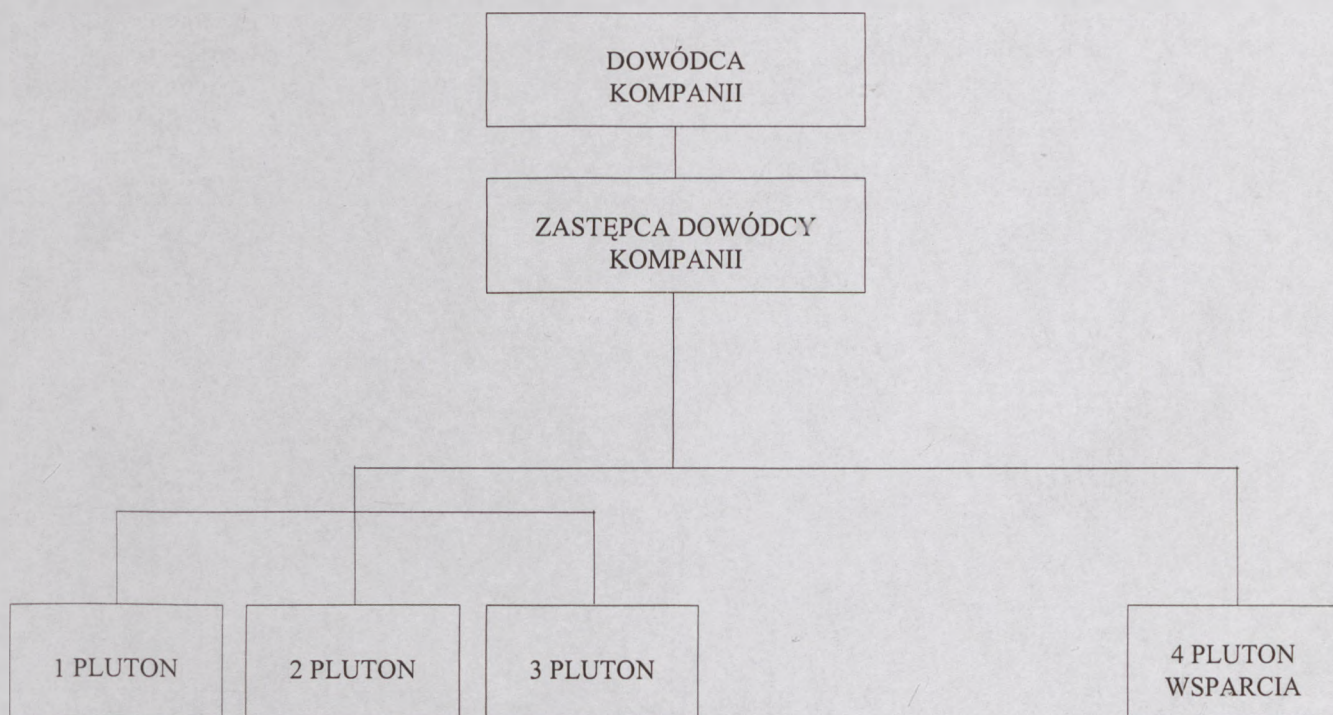 DOWÓDCA
KOMPANII
ZASTĘPCA DOWÓDCY
KOMPANII
1 PLUTON
2 PLUTON
3 PLUTON
4 PLUTON
WSPARCIA